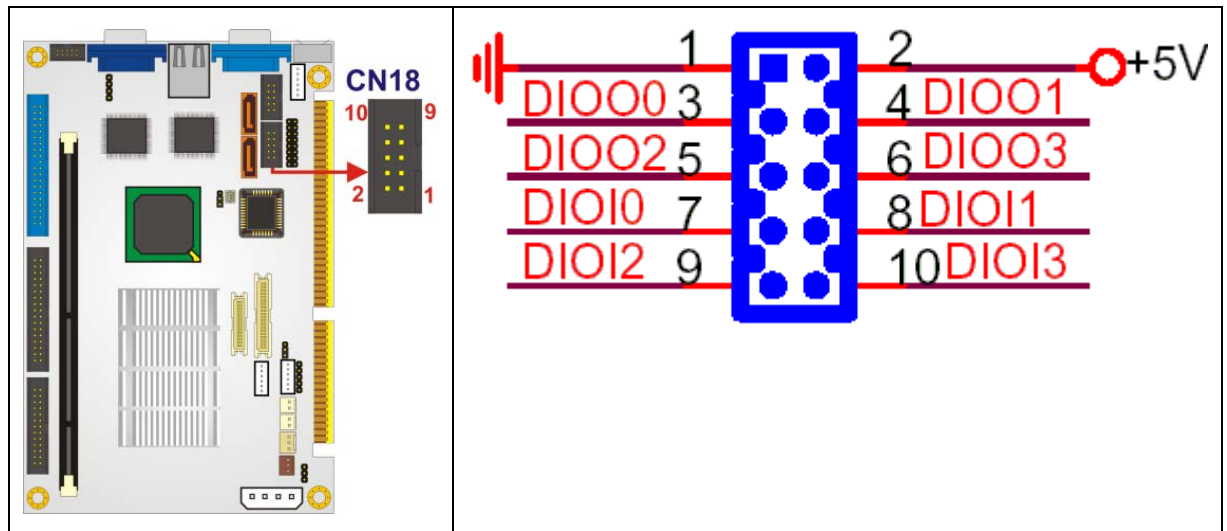 CN18
10 9
2 1
1 2 +5V
DIOO0 3 4 DIOO1
DIOO2 5 6 DIOO3
DIOI0 7 8 DIOI1
DIOI2 9 10 DIOI3